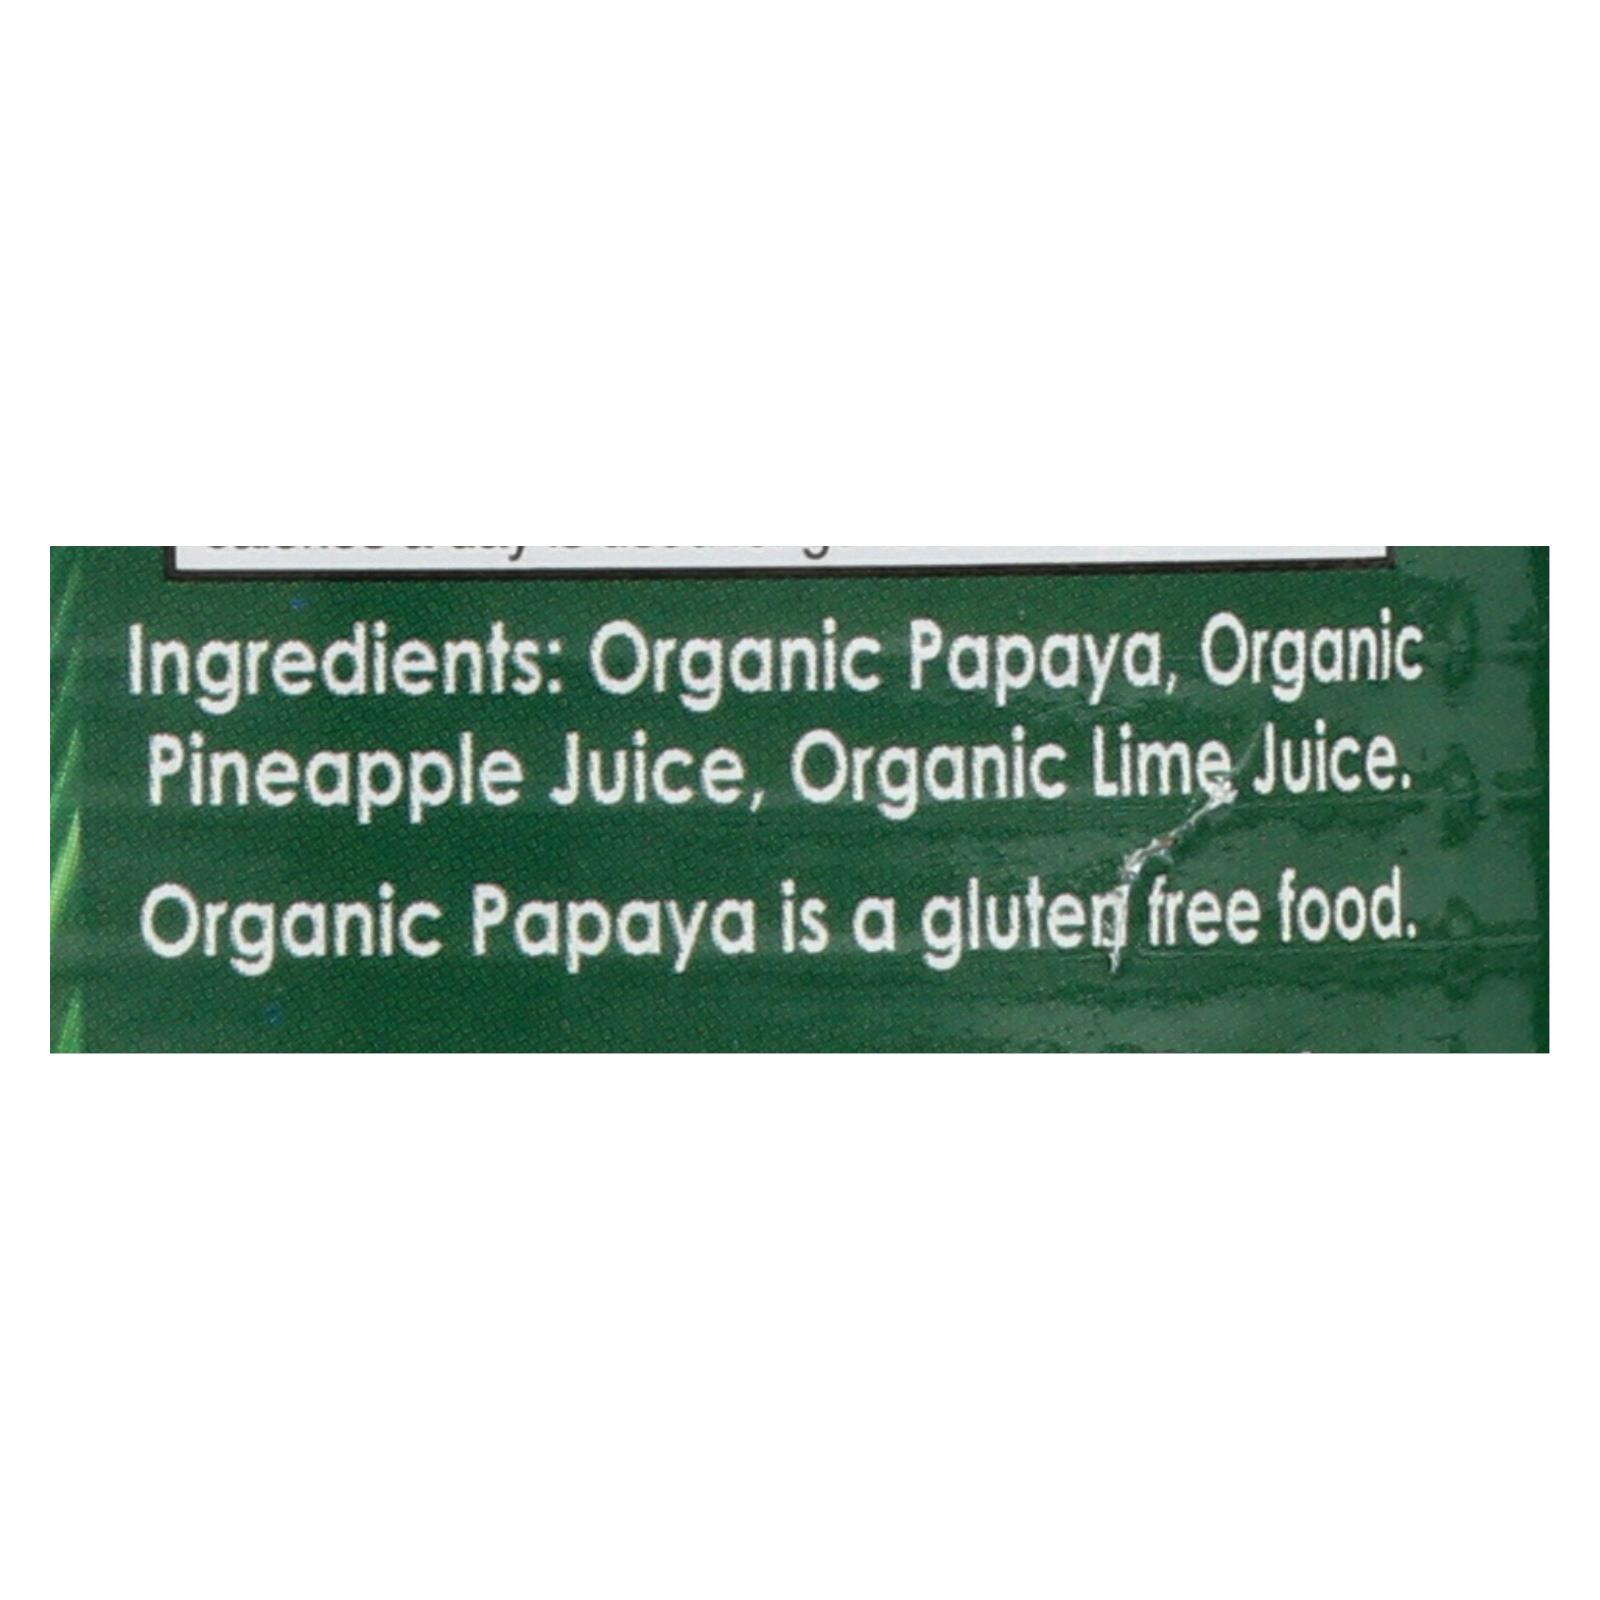 Ingredients: Organic Papaya, Organic
Pineapple Juice, Organic Lime Juice.
Organic Papaya is a gluten free food.